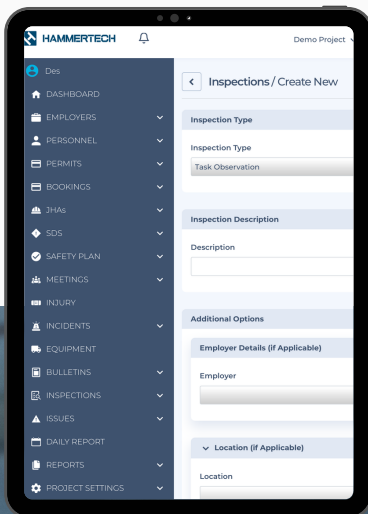 HAMMERTECH
Demo Project
Des
Inspections / Create New
DASHBOARD
EMPLOYERS
PERSONNEL
PERMITS
BOOKINGS
JHAs
SDS
SAFETY PLAN
MEETINGS
INJURY
INCIDENTS
EQUIPMENT
BULLETINS
INSPECTIONS
ISSUES
DAILY REPORT
REPORTS
PROJECT SETTINGS
Inspection Type
Inspection Type
Task Observation
Inspection Description
Description
Additional Options
Employer Details (if Applicable)
Employer
Location (if Applicable)
Location